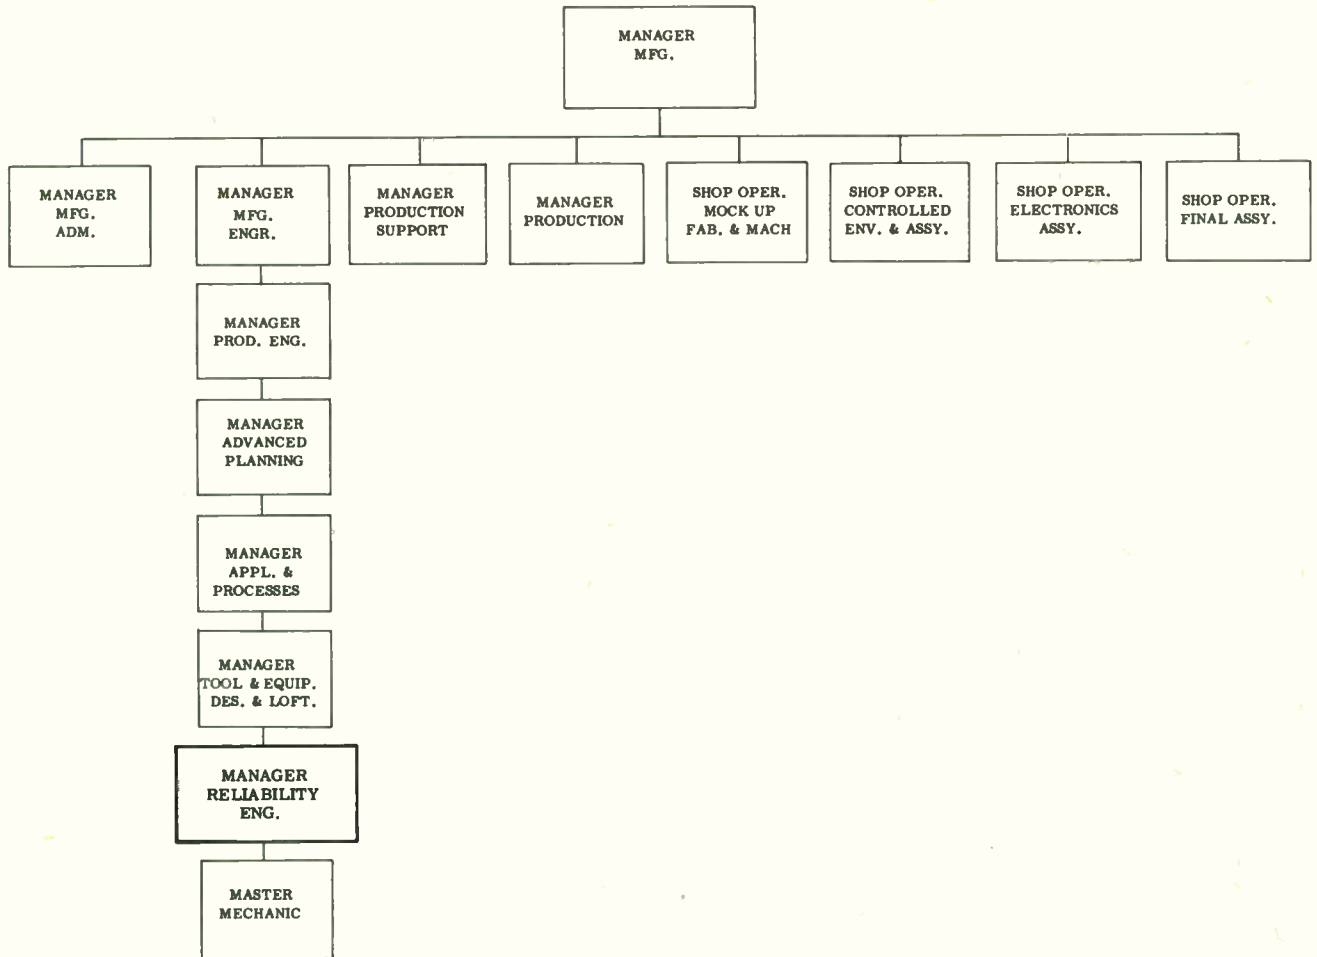 MANAGER
MFG.
MANAGER
MFG.
ADM.
MANAGER
MFG.
ENGR.
MANAGER
PRODUCTION
SUPPORT
MANAGER
PRODUCTION
SHOP OPER.
MOCK UP
FAB. & MACH
SHOP OPER.
CONTROLLED
ENV. & ASSY.
SHOP OPER.
ELECTRONICS
ASSY.
SHOP OPER.
FINAL ASSY.
MANAGER
PROD. ENG.
MANAGER
ADVANCED
PLANNING
MANAGER
APPL. &
PROCESSES
MANAGER
TOOL & EQUIP.
DES. & LOFT.
MANAGER
RELIABILITY
ENG.
MASTER
MECHANIC